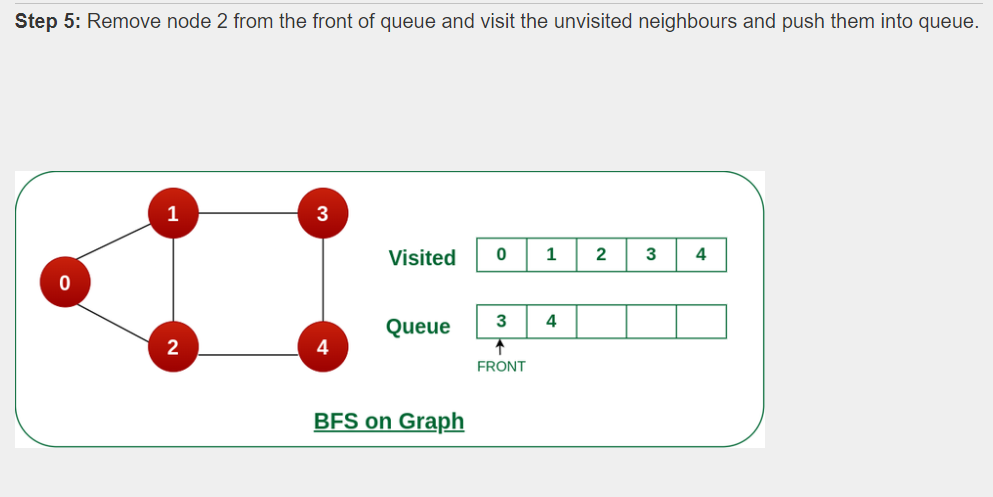 Step 5: Remove node 2 from the front of queue and visit the unvisited neighbours and push them into queue.
1 3
Visited 0 1 2 3 4
0
Queue 3 4
2 4
FRONT
BFS on Graph